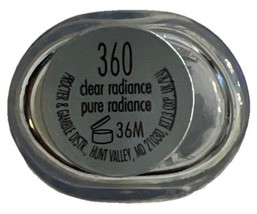 360
clear radiance
pure radiance
36M
PROCTER & GAMBLE DISTR., HUNT VALLEY, MD 21030,